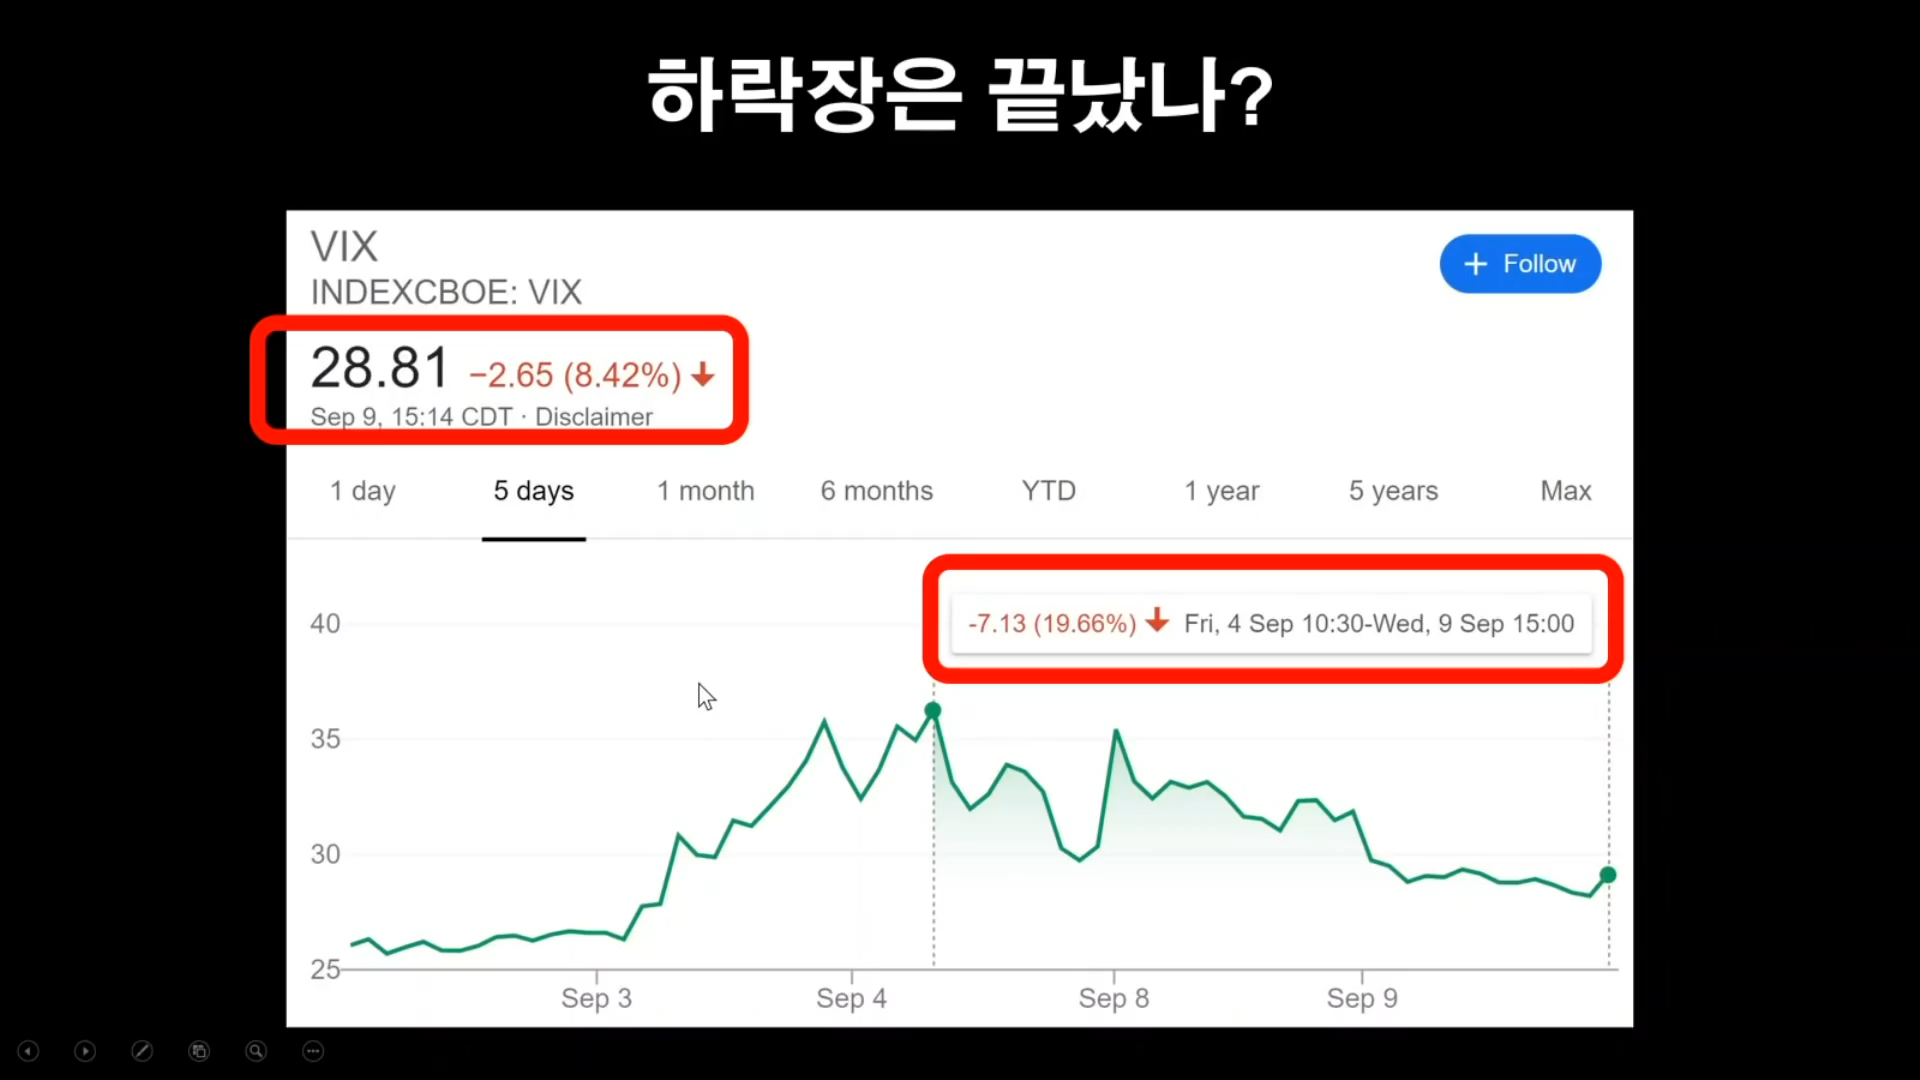 하락장은 끝났나?
VIX
INDEXCBOE: VIX
+ Follow
28.81 −2.65 (8.42%) ↓
Sep 9, 15:14 CDT · Disclaimer
1 day 5 days 1 month 6 months YTD 1 year 5 years Max
-7.13 (19.66%) ↓ Fri, 4 Sep 10:30-Wed, 9 Sep 15:00
40
35
30
25
Sep 3 Sep 4 Sep 8 Sep 9